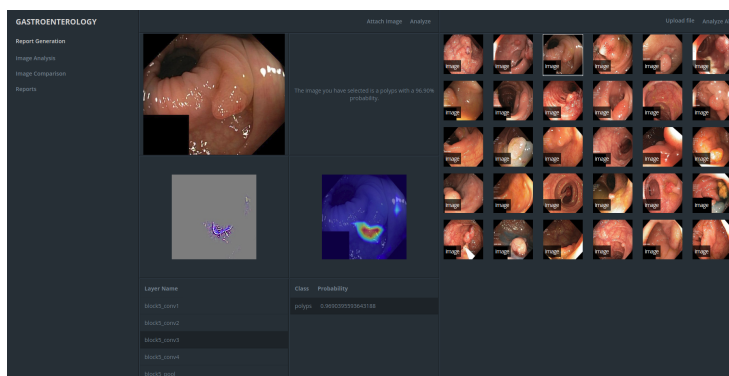 GASTROENTEROLOGY
Report Generation
Image Analysis
Image Comparison
Reports
Attach Image Analyze
The image you have selected is a polyps with a 96.90%
probability.
Layer Name
block5_conv1
block5_conv2
block5_conv3
block5_conv4
block5_pool
Class Probability
polyps
Upload file Analyze A
Image Image Image Image Image Image
Image Image Image Image Image Image
Image Image Image Image Image Image
Image Image Image Image Image Image
Image Image Image Image Image Image